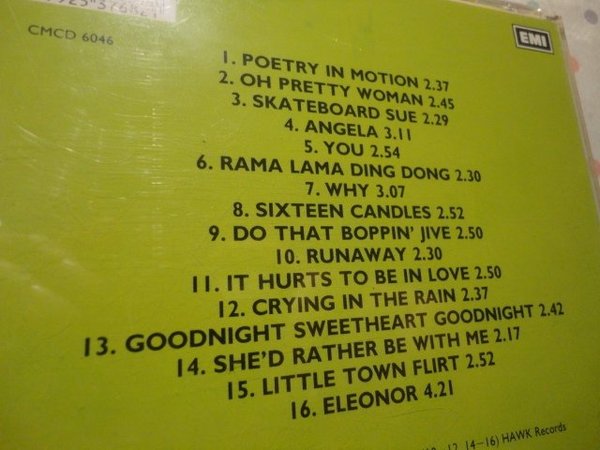 CMCD 6046
EMI
1. POETRY IN MOTION 2.37
2. OH PRETTY WOMAN 2.45
3. SKATEBOARD SUE 2.29
4. ANGELA 3.11
5. YOU 2.54
6. RAMA LAMA DING DONG 2.30
7. WHY 3.07
8. SIXTEEN CANDLES 2.52
9. DO THAT BOPPIN' JIVE 2.50
10. RUNAWAY 2.30
11. IT HURTS TO BE IN LOVE 2.50
12. CRYING IN THE RAIN 2.37
13. GOODNIGHT SWEETHEART GOODNIGHT 2.42
14. SHE'D RATHER BE WITH ME 2.17
15. LITTLE TOWN FLIRT 2.52
16. ELEONOR 4.21
12, 14–16) HAWK Records